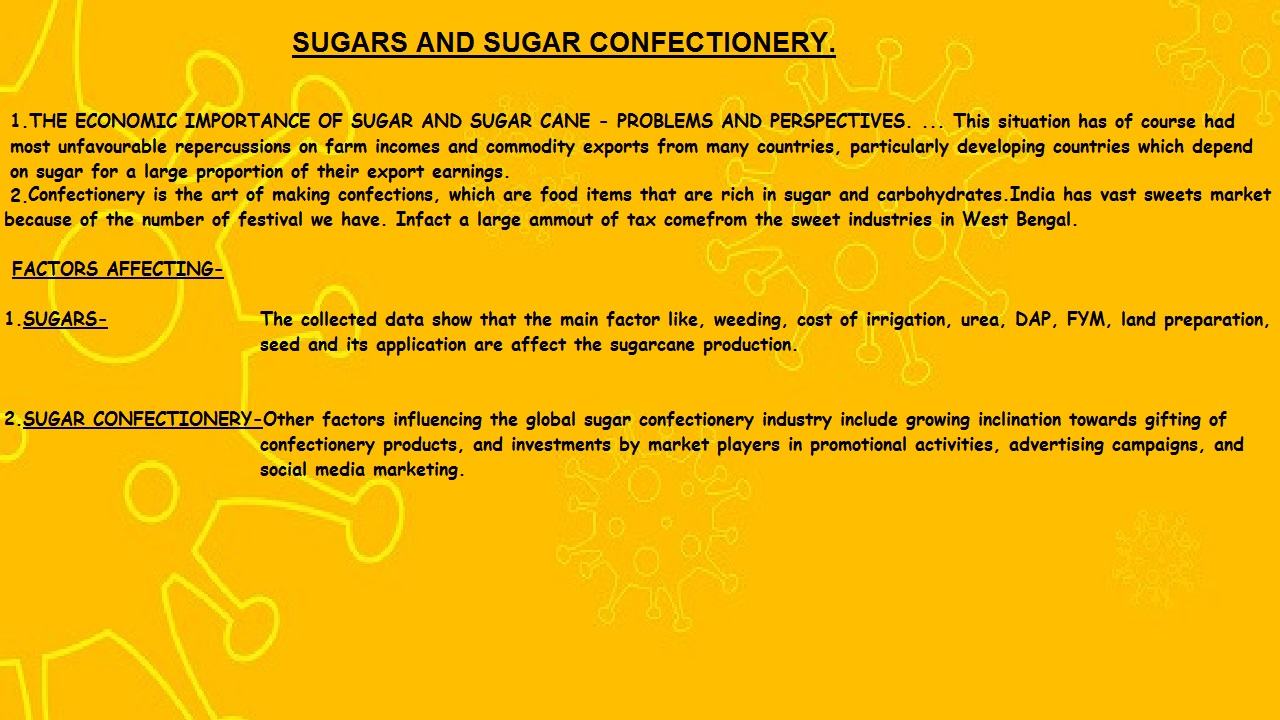 SUGARS AND SUGAR CONFECTIONERY.
1.THE ECONOMIC IMPORTANCE OF SUGAR AND SUGAR CANE - PROBLEMS AND PERSPECTIVES. ... This situation has of course had
most unfavourable repercussions on farm incomes and commodity exports from many countries, particularly developing countries which depend
on sugar for a large proportion of their export earnings.
2.Confectionery is the art of making confections, which are food items that are rich in sugar and carbohydrates.India has vast sweets market
because of the number of festival we have. Infact a large ammout of tax comefrom the sweet industries in West Bengal.
FACTORS AFFECTING-
1.SUGARS- The collected data show that the main factor like, weeding, cost of irrigation, urea, DAP, FYM, land preparation,
seed and its application are affect the sugarcane production.
2.SUGAR CONFECTIONERY-Other factors influencing the global sugar confectionery industry include growing inclination towards gifting of
confectionery products, and investments by market players in promotional activities, advertising campaigns, and
social media marketing.